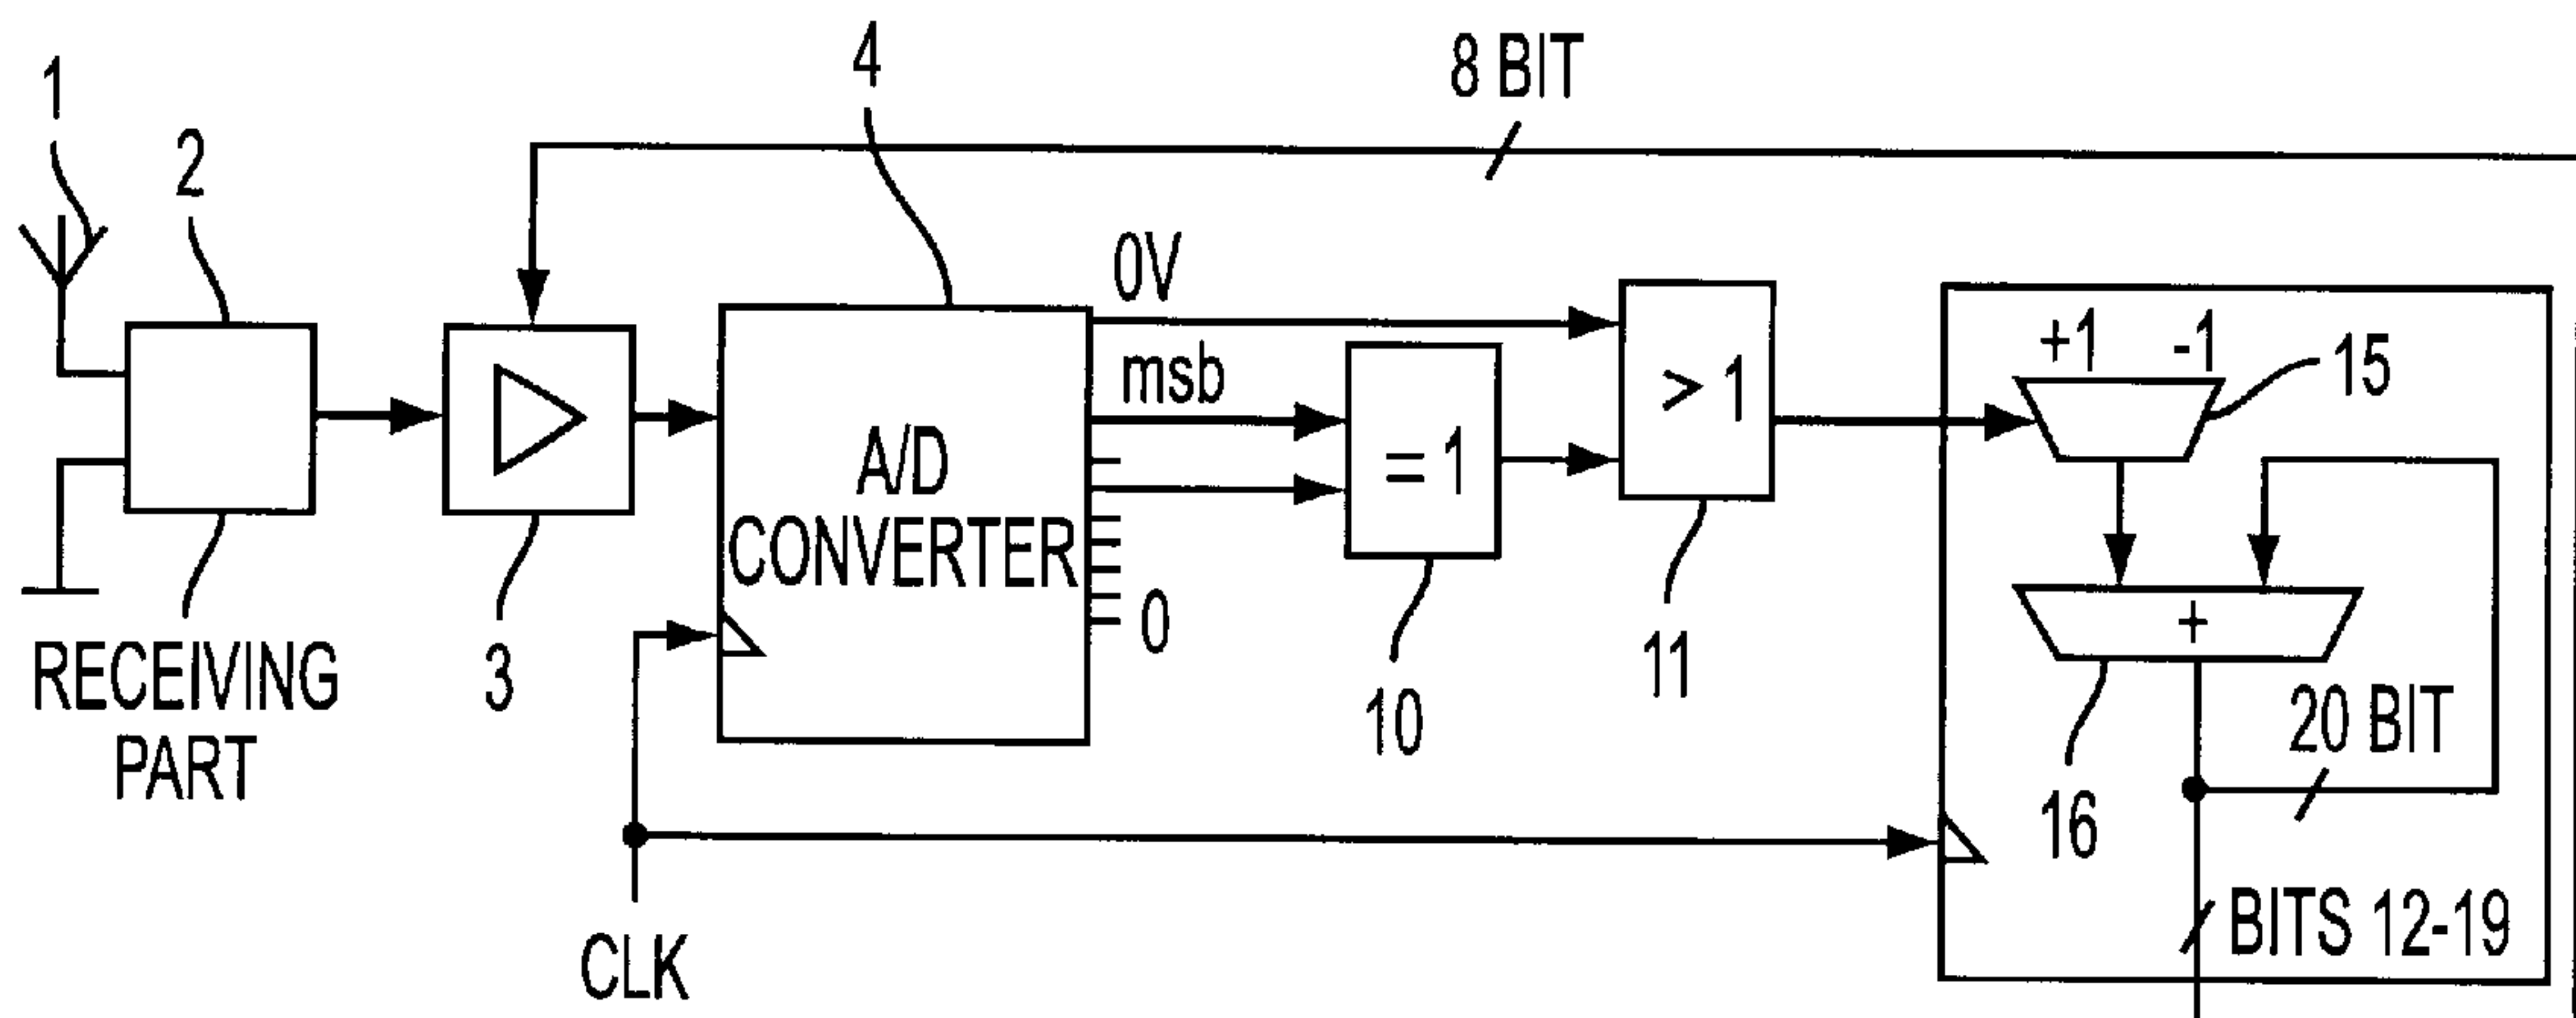 1
2
4
8 BIT
0V
msb
A/D
CONVERTER
0
= 1
> 1
+1 -1
15
+
20 BIT
16
BITS 12-19
RECEIVING
PART
3
10
11
CLK